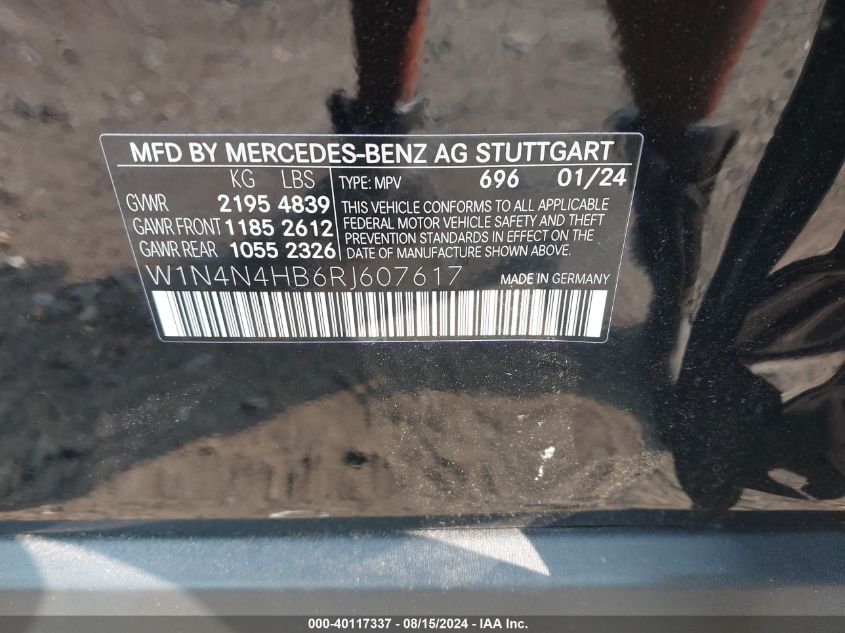 MFD BY MERCEDES-BENZ AG STUTTGART
KG LBS
GVWR 2195 4839
GAWR FRONT 1185 2612
GAWR REAR 1055 2326
TYPE: MPV 696 01/24
THIS VEHICLE CONFORMS TO ALL APPLICABLE
FEDERAL MOTOR VEHICLE SAFETY AND THEFT
PREVENTION STANDARDS IN EFFECT ON THE
DATE OF MANUFACTURE SHOWN ABOVE.
W1N4N4HB6RJ607617 MADE IN GERMANY
000-40117337 - 08/15/2024 - IAA Inc.